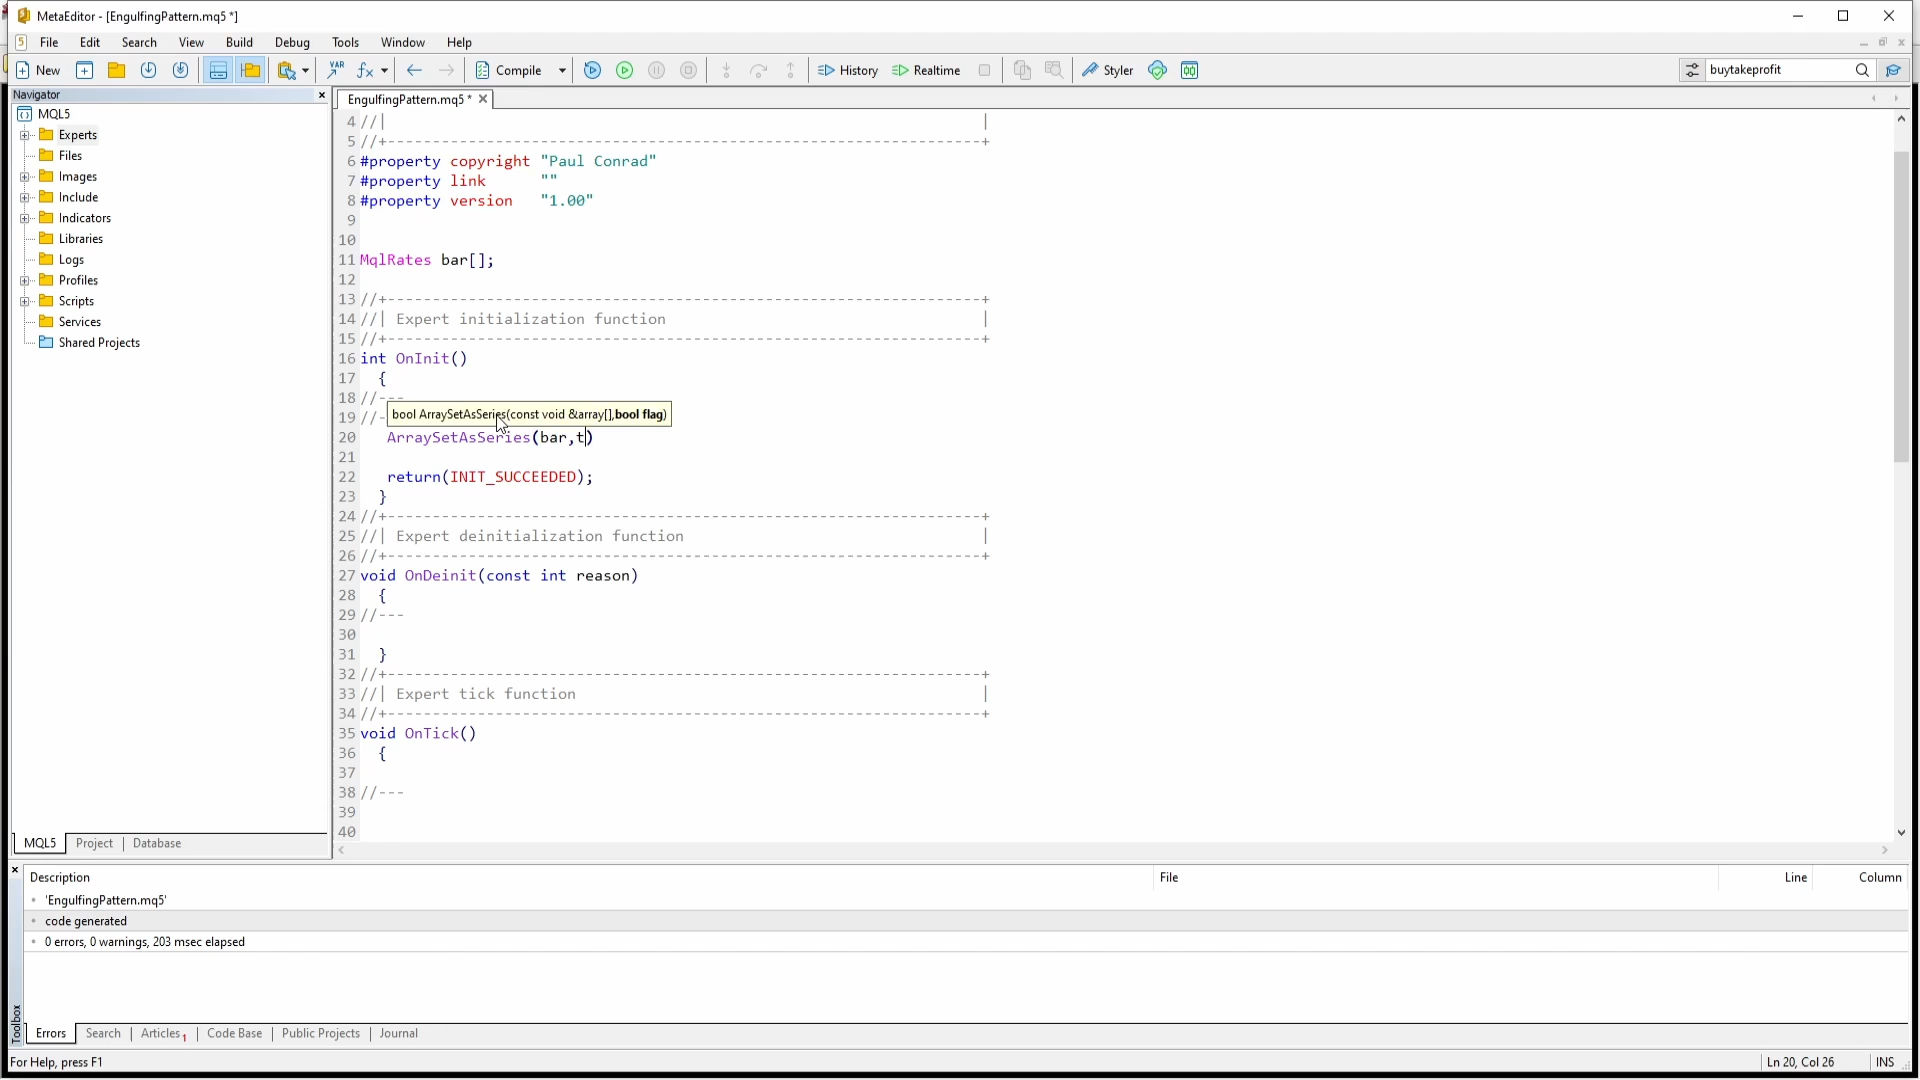 MetaEditor - [EngulfingPattern.mq5 *]
File Edit Search View Build Debug Tools Window Help
New VAR fx Compile History Realtime Styler buytakeprofit
Navigator
MQL5
Experts
Files
Images
Include
Indicators
Libraries
Logs
Profiles
Scripts
Services
Shared Projects
MQL5 Project Database
EngulfingPattern.mq5 *
4 //| |
5 //+------------------------------------------------------------------+
6 #property copyright "Paul Conrad"
7 #property link ""
8 #property version "1.00"
9
10
11 MqlRates bar[];
12
13 //+------------------------------------------------------------------+
14 //| Expert initialization function |
15 //+------------------------------------------------------------------+
16 int OnInit()
17 {
18 //---
19 //-
bool ArraySetAsSeries(const void &array[],bool flag)
20 ArraySetAsSeries(bar,t)
21
22 return(INIT_SUCCEEDED);
23 }
24 //+------------------------------------------------------------------+
25 //| Expert deinitialization function |
26 //+------------------------------------------------------------------+
27 void OnDeinit(const int reason)
28 {
29 //---
30
31 }
32 //+------------------------------------------------------------------+
33 //| Expert tick function |
34 //+------------------------------------------------------------------+
35 void OnTick()
36 {
37
38 //---
39
40
Description File Line Column
'EngulfingPattern.mq5'
code generated
0 errors, 0 warnings, 203 msec elapsed
Toolbox
Errors Search Articles 1 Code Base Public Projects Journal
For Help, press F1 Ln 20, Col 26 INS